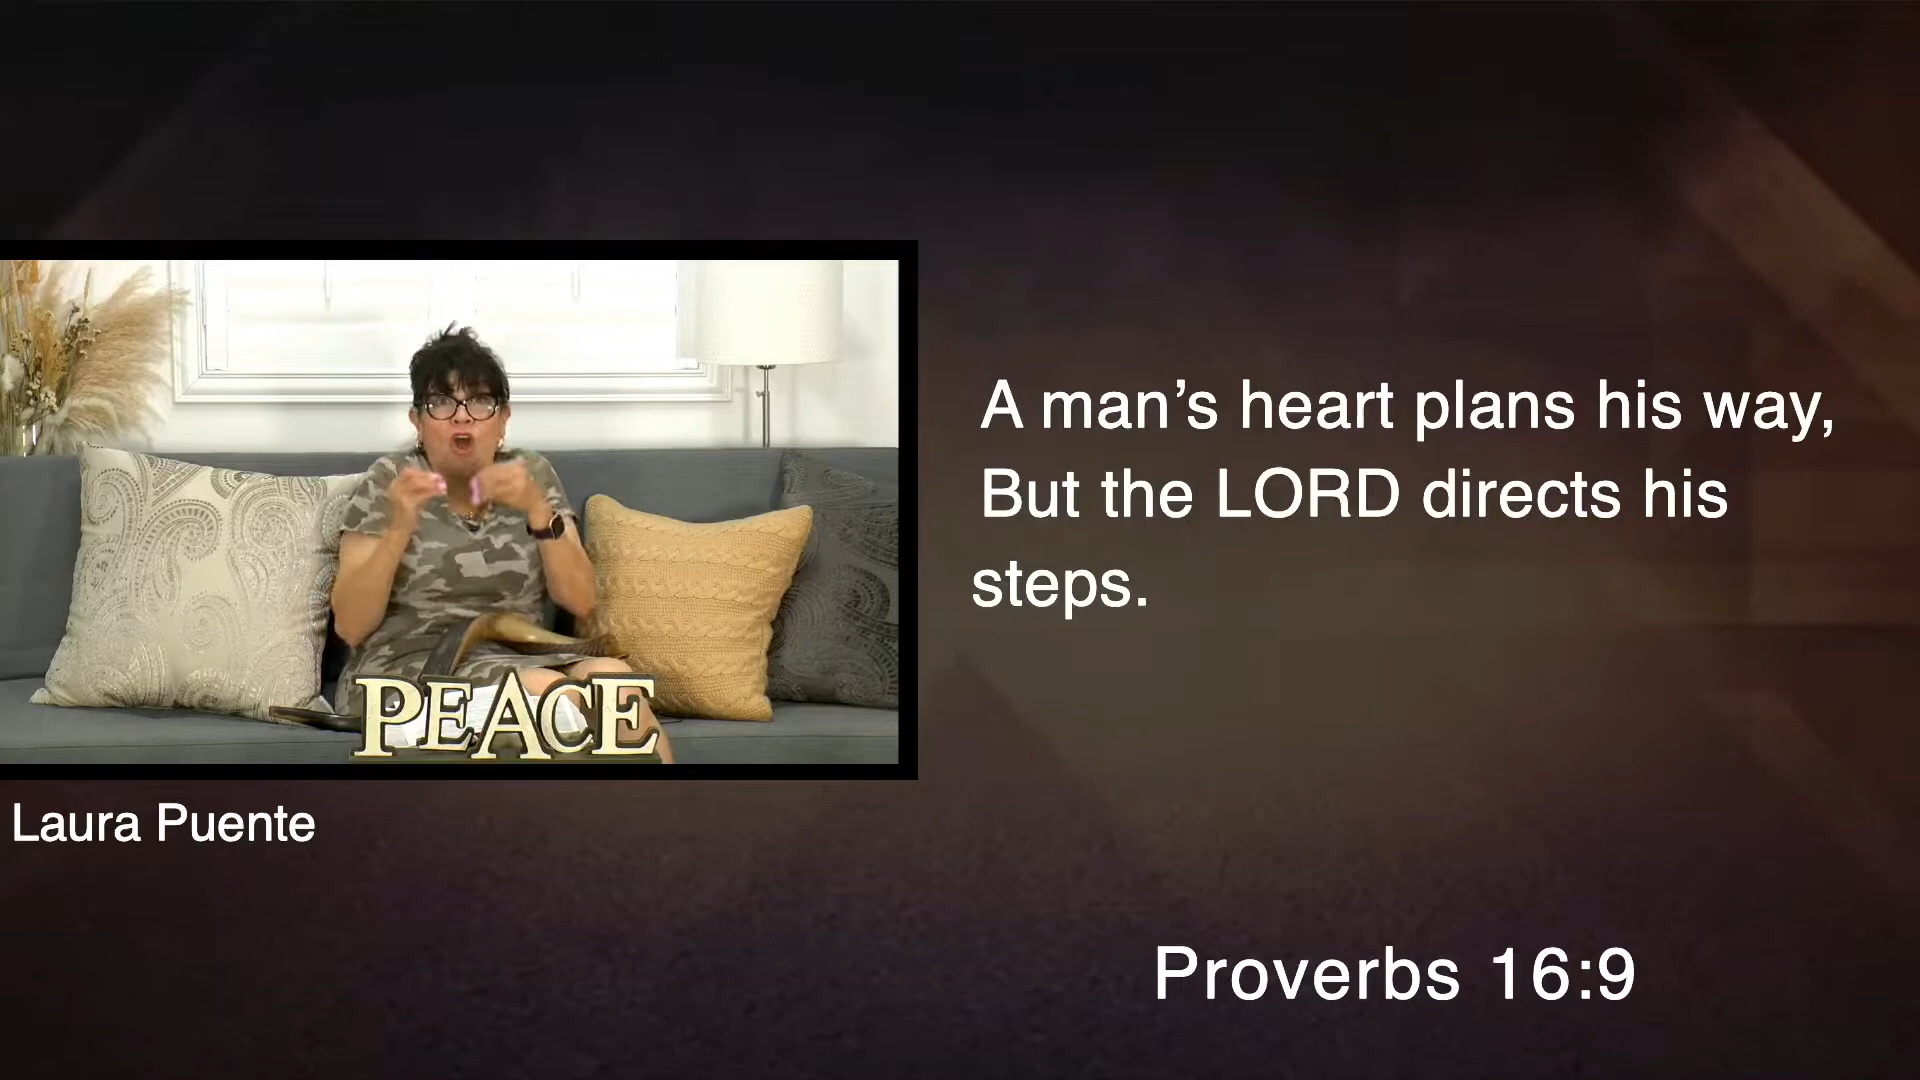 A man’s heart plans his way,
But the LORD directs his
steps.
PEACE
Laura Puente
Proverbs 16:9